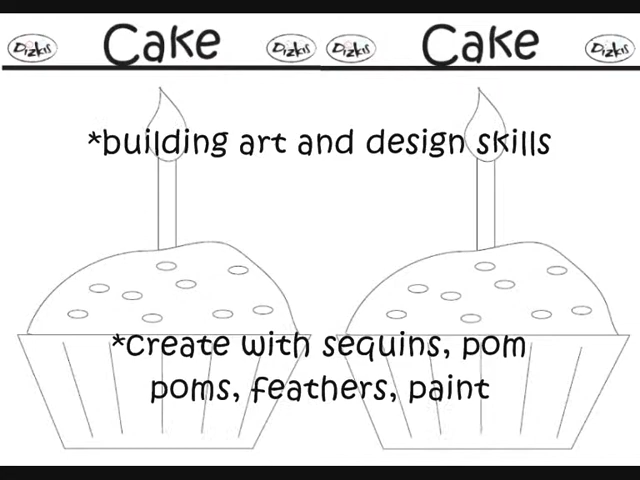 Dizkis Cake Dizkis Dizkis Cake Dizkis
*building art and design skills
*create with sequins, pom
poms, feathers, paint